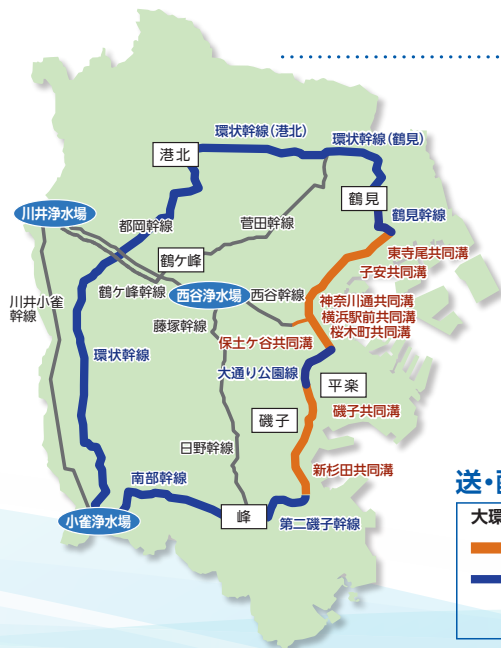 環状幹線(港北)
環状幹線(鶴見)
港北
鶴見
川井浄水場
鶴見幹線
都岡幹線
菅田幹線
東寺尾共同溝
鶴ケ峰
子安共同溝
鶴ケ峰幹線
西谷浄水場
西谷幹線
神奈川通共同溝
川井小雀
幹線
横浜駅前共同溝
藤塚幹線
桜木町共同溝
保土ケ谷共同溝
環状幹線
大通り公園線
平楽
磯子共同溝
磯子
日野幹線
新杉田共同溝
南部幹線
送・
小雀浄水場
峰
第二磯子幹線
大環